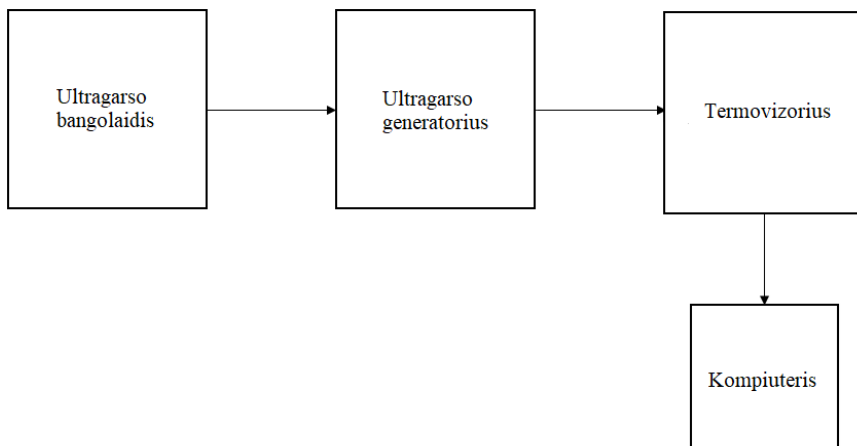 Ultragarso
bangolaidis
Ultragarso
generatorius
Termovizorius
Kompiuteris